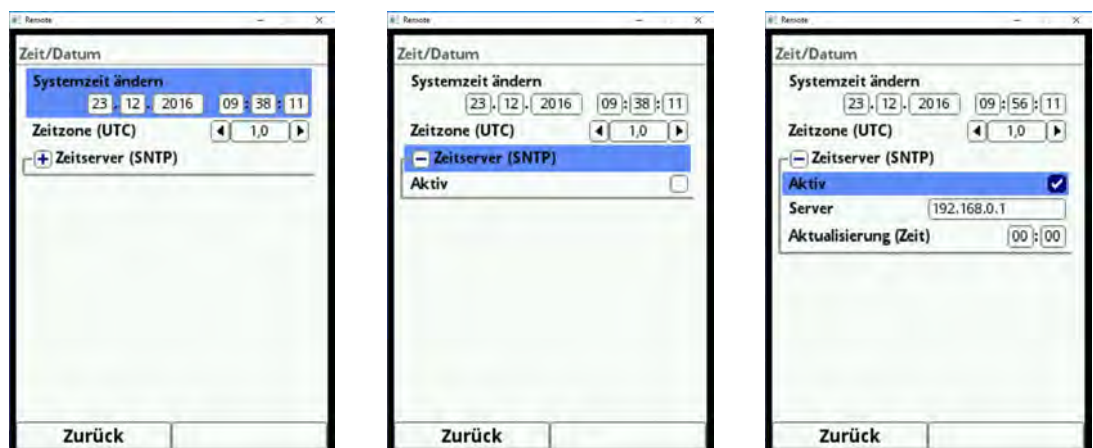 Remote
Zeit/Datum
Systemzeit ändern
23. 12. 2016 09:38:11
Zeitzone (UTC) 1,0
Zeitserver (SNTP)
Zurück
Remote
Zeit/Datum
Systemzeit ändern
23. 12. 2016 09:38:11
Zeitzone (UTC) 1,0
Zeitserver (SNTP)
Aktiv
Zurück
Remote
Zeit/Datum
Systemzeit ändern
23. 12. 2016 09:56:11
Zeitzone (UTC) 1,0
Zeitserver (SNTP)
Aktiv
Server 192.168.0.1
Aktualisierung (Zeit) 00:00
Zurück